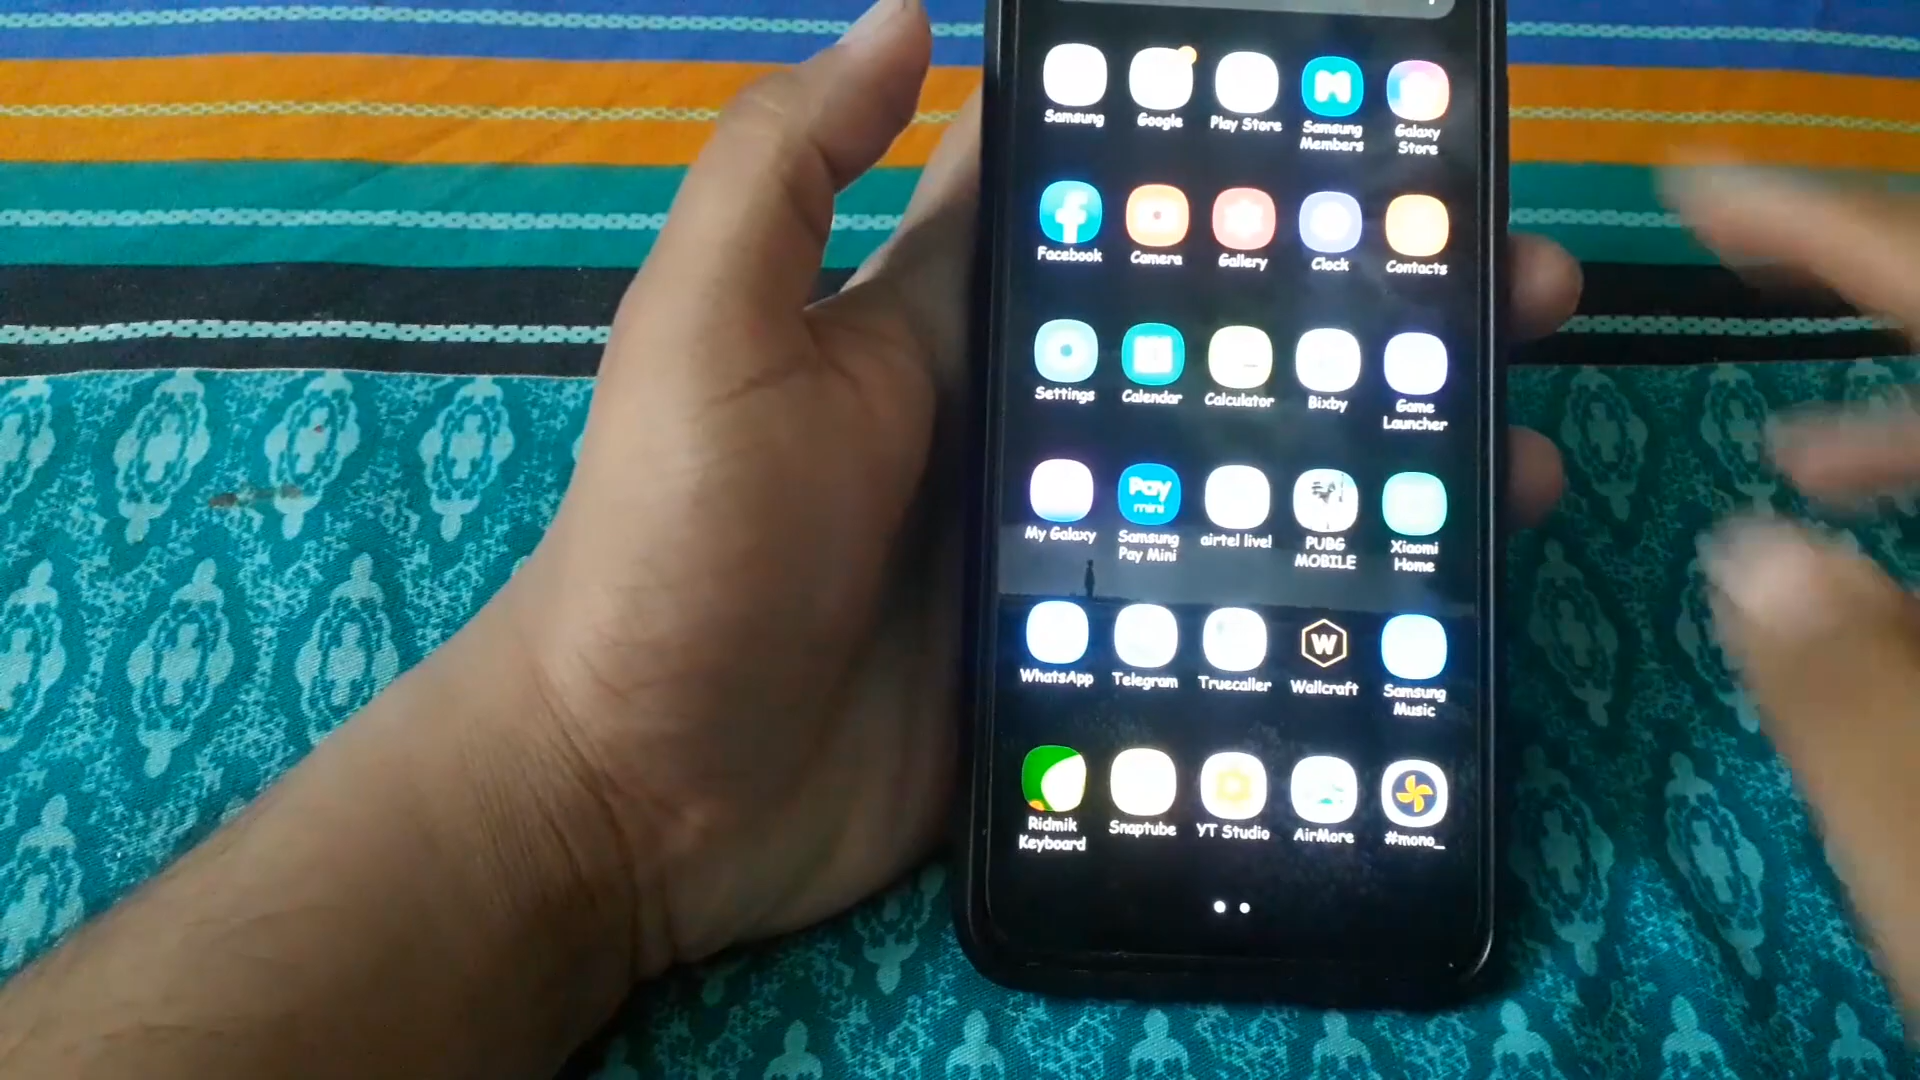 Samsung
Google
Play Store
Samsung
Members
Galaxy
Store
Facebook
Camera
Gallery
Clock
Contacts
Settings
Calendar
Calculator
Bixby
Game
Launcher
My Galaxy
Pay
mini
Samsung
Pay Mini
airtel live!
PUBG
MOBILE
Xiaomi
Home
WhatsApp
Telegram
Truecaller
W
Wallcraft
Samsung
Music
Ridmik
Keyboard
Snaptube
YT Studio
AirMore
#mono_